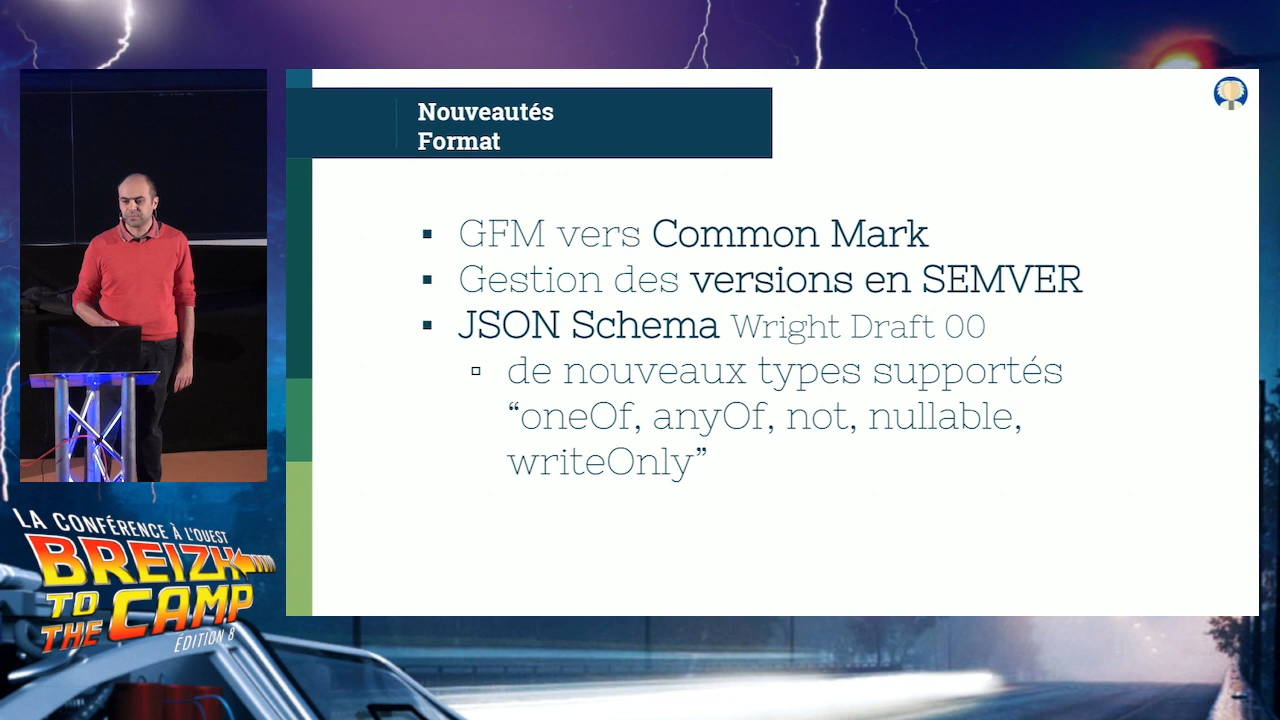 Nouveautés
Format
▪ GFM vers Common Mark
▪ Gestion des versions en SEMVER
▪ JSON Schema Wright Draft 00
▫ de nouveaux types supportés
“oneOf, anyOf, not, nullable,
writeOnly”
LA CONFÉRENCE À L'OUEST
BREIZH
TO CAMP
THE
ÉDITION 8